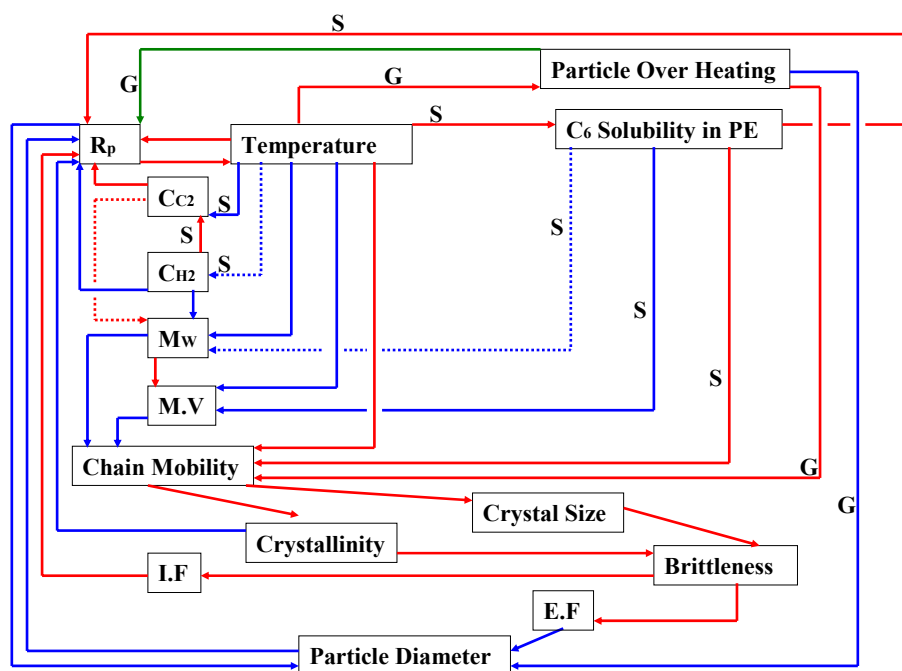 S
G
G
Particle Over Heating
S
Rp
Temperature
C6 Solubility in PE
CC2
S
S
S
CH2
S
Mw
S
M.V
S
Chain Mobility
G
G
Crystal Size
Crystallinity
I.F
Brittleness
E.F
Particle Diameter